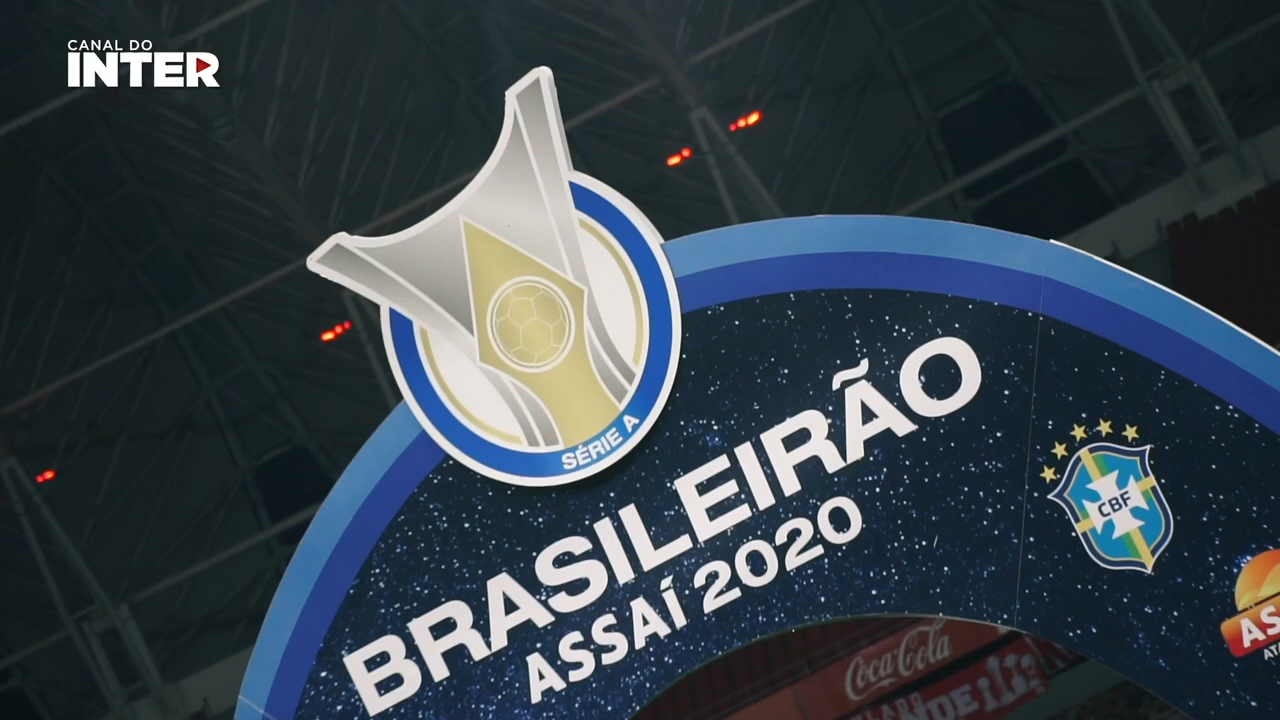 CANAL DO
INTER
SÉRIE A
BRASILEIRÃO
ASSAÍ 2020
CBF
Coca-Cola